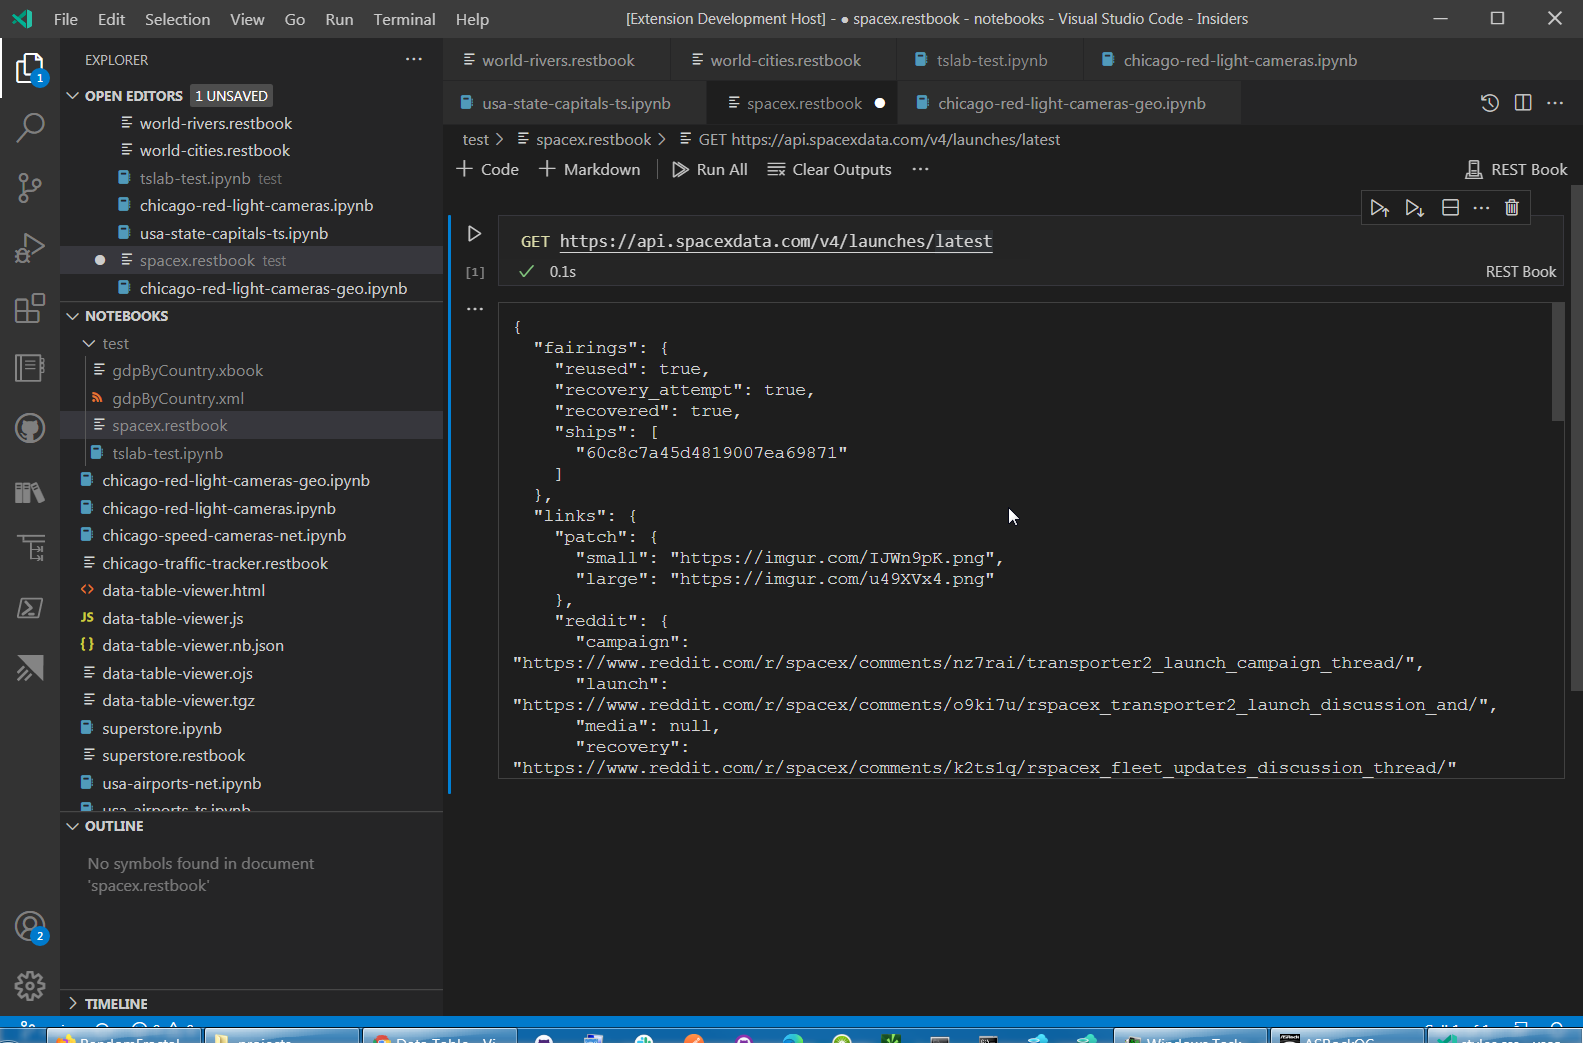 File Edit Selection View Go Run Terminal Help
[Extension Development Host] - ● spacex.restbook - notebooks - Visual Studio Code - Insiders
EXPLORER
1
OPEN EDITORS 1 UNSAVED
world-rivers.restbook
world-cities.restbook
tslab-test.ipynb test
chicago-red-light-cameras.ipynb
usa-state-capitals-ts.ipynb
spacex.restbook test
chicago-red-light-cameras-geo.ipynb
NOTEBOOKS
test
gdpByCountry.xbook
gdpByCountry.xml
spacex.restbook
tslab-test.ipynb
chicago-red-light-cameras-geo.ipynb
chicago-red-light-cameras.ipynb
chicago-speed-cameras-net.ipynb
chicago-traffic-tracker.restbook
data-table-viewer.html
JS data-table-viewer.js
{} data-table-viewer.nb.json
data-table-viewer.ojs
data-table-viewer.tgz
superstore.ipynb
superstore.restbook
usa-airports-net.ipynb
usa-airports-ts.ipynb
OUTLINE
No symbols found in document
'spacex.restbook'
2
TIMELINE
world-rivers.restbook world-cities.restbook tslab-test.ipynb chicago-red-light-cameras.ipynb
usa-state-capitals-ts.ipynb spacex.restbook ● chicago-red-light-cameras-geo.ipynb
test > spacex.restbook > GET https://api.spacexdata.com/v4/launches/latest
+ Code + Markdown Run All Clear Outputs ... REST Book
GET https://api.spacexdata.com/v4/launches/latest
[1] ✓ 0.1s REST Book
{
"fairings": {
"reused": true,
"recovery_attempt": true,
"recovered": true,
"ships": [
"60c8c7a45d4819007ea69871"
]
},
"links": {
"patch": {
"small": "https://imgur.com/IJWn9pK.png",
"large": "https://imgur.com/u49XVx4.png"
},
"reddit": {
"campaign":
"https://www.reddit.com/r/spacex/comments/nz7rai/transporter2_launch_campaign_thread/",
"launch":
"https://www.reddit.com/r/spacex/comments/o9ki7u/rspacex_transporter2_launch_discussion_and/",
"media": null,
"recovery":
"https://www.reddit.com/r/spacex/comments/k2ts1q/rspacex_fleet_updates_discussion_thread/"